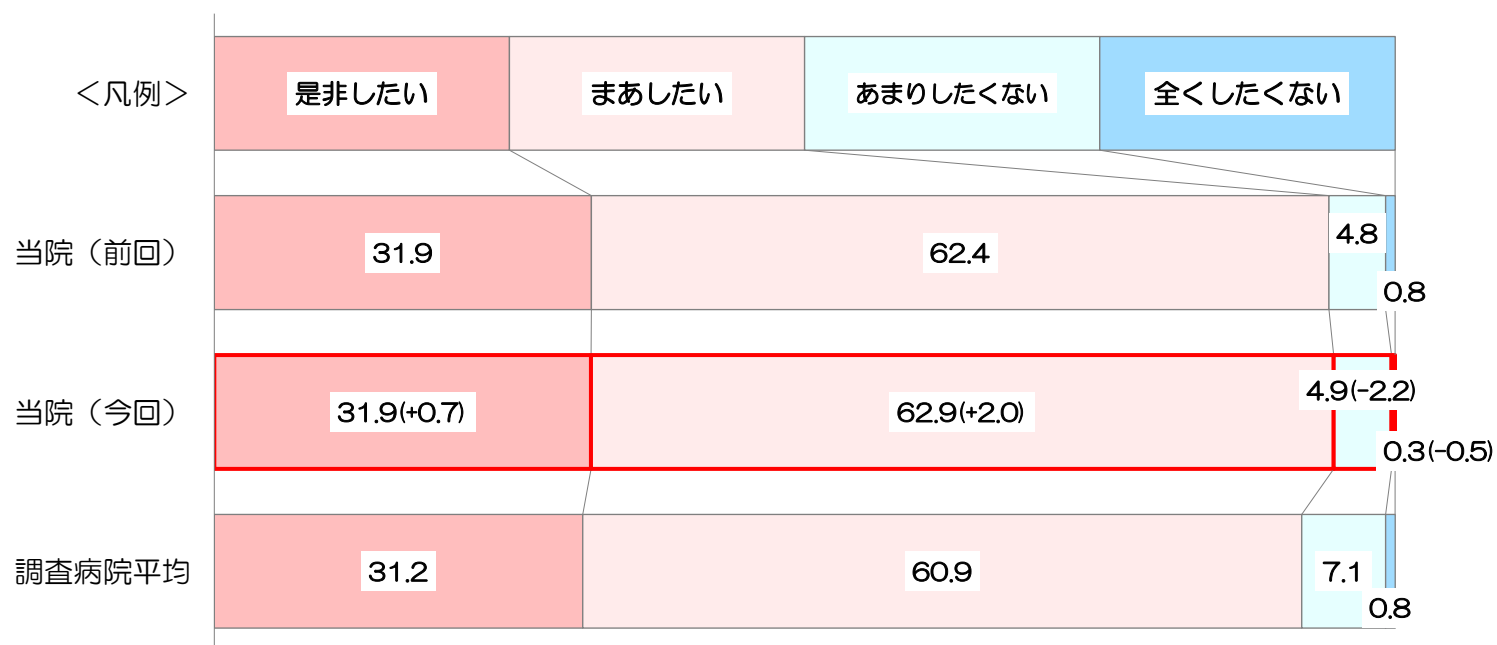 ＜凡例＞ 是非したい まあしたい あまりしたくない 全くしたくない
当院（前回） 31.9 62.4 4.8 0.8
当院（今回） 31.9(+0.7) 62.9(+2.0) 4.9(-2.2) 0.3(-0.5)
調査病院平均 31.2 60.9 7.1 0.8